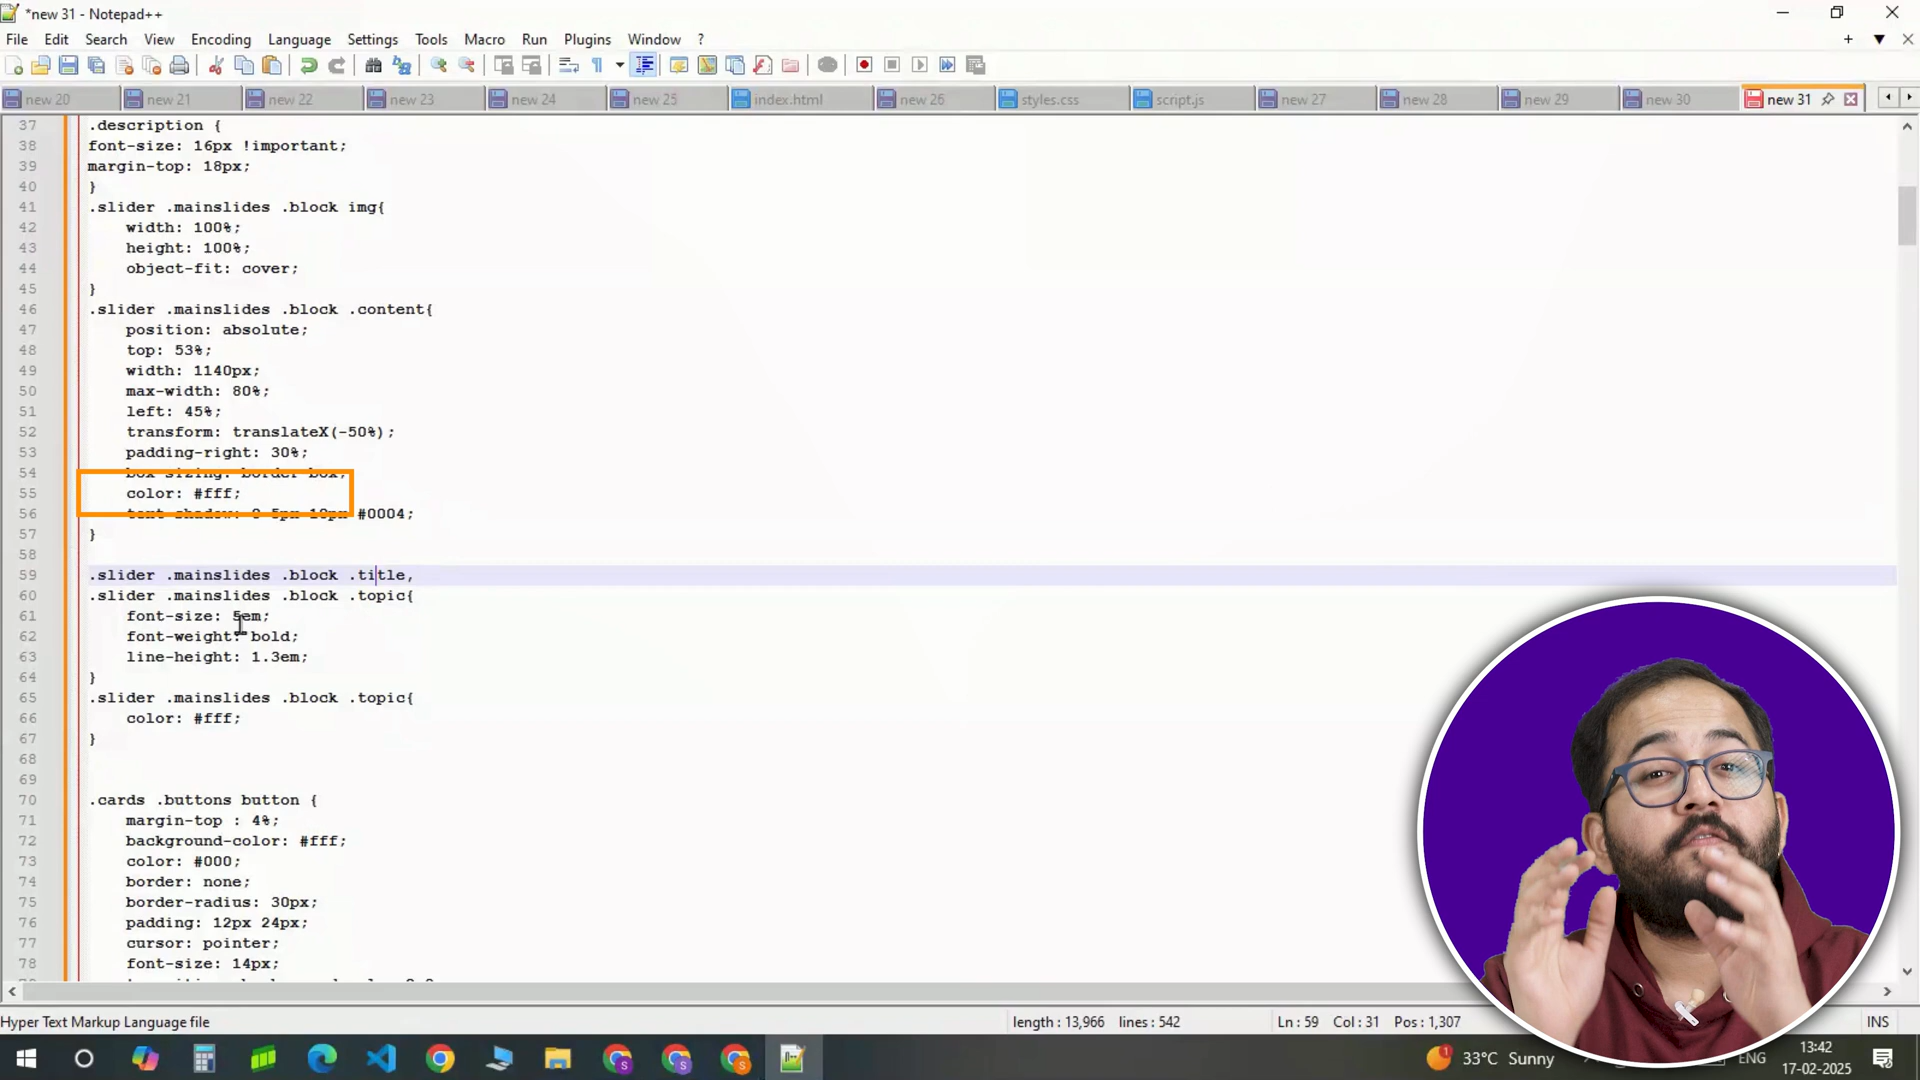 *new 31 - Notepad++
File Edit Search View Encoding Language Settings Tools Macro Run Plugins Window ?
new 20 new 21 new 22 new 23 new 24 new 25 index.html new 26 styles.css script.js new 27 new 28 new 29 new 30 new 31
37 .description {
38 font-size: 16px !important;
39 margin-top: 18px;
40 }
41 .slider .mainslides .block img{
42 width: 100%;
43 height: 100%;
44 object-fit: cover;
45 }
46 .slider .mainslides .block .content{
47 position: absolute;
48 top: 53%;
49 width: 1140px;
50 max-width: 80%;
51 left: 45%;
52 transform: translateX(-50%);
53 padding-right: 30%;
54 box-sizing: border-box;
55 color: #fff;
56 text-shadow: 0 5px 10px #0004;
57 }
58
59 .slider .mainslides .block .title,
60 .slider .mainslides .block .topic{
61 font-size: 5em;
62 font-weight: bold;
63 line-height: 1.3em;
64 }
65 .slider .mainslides .block .topic{
66 color: #fff;
67 }
68
69
70 .cards .buttons button {
71 margin-top : 4%;
72 background-color: #fff;
73 color: #000;
74 border: none;
75 border-radius: 30px;
76 padding: 12px 24px;
77 cursor: pointer;
78 font-size: 14px;
Hyper Text Markup Language file length : 13,966 lines : 542 Ln : 59 Col : 31 Pos : 1,307 INS
33°C Sunny ENG 13:42
17-02-2025